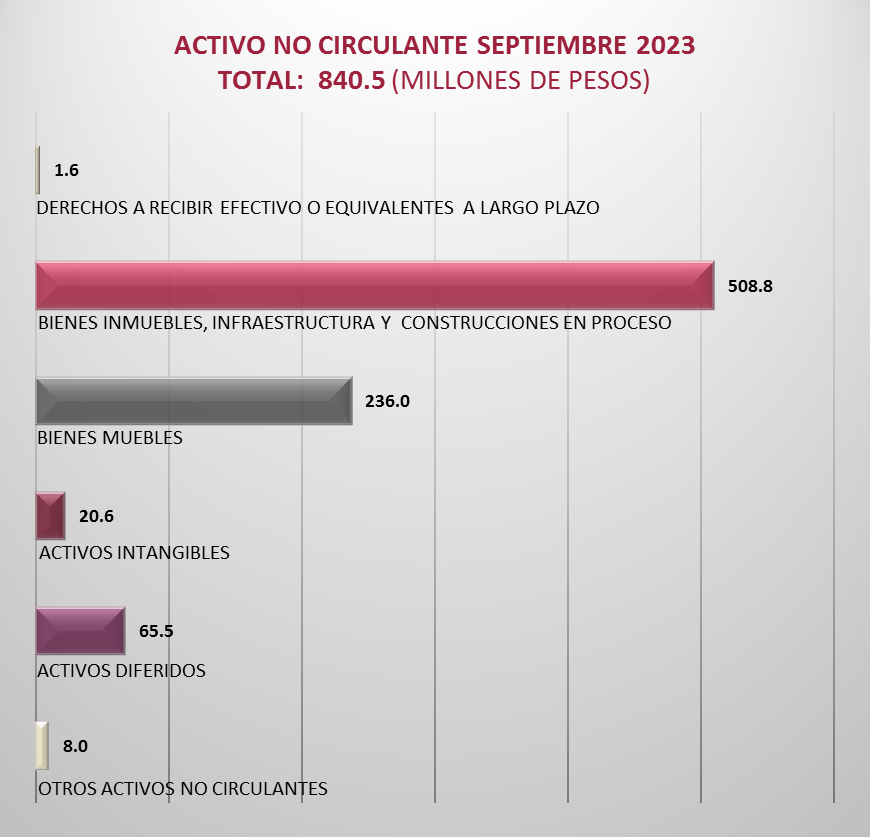 ACTIVO NO CIRCULANTE SEPTIEMBRE 2023
TOTAL: 840.5 (MILLONES DE PESOS)
1.6
DERECHOS A RECIBIR EFECTIVO O EQUIVALENTES A LARGO PLAZO
508.8
BIENES INMUEBLES, INFRAESTRUCTURA Y CONSTRUCCIONES EN PROCESO
236.0
BIENES MUEBLES
20.6
ACTIVOS INTANGIBLES
65.5
ACTIVOS DIFERIDOS
8.0
OTROS ACTIVOS NO CIRCULANTES